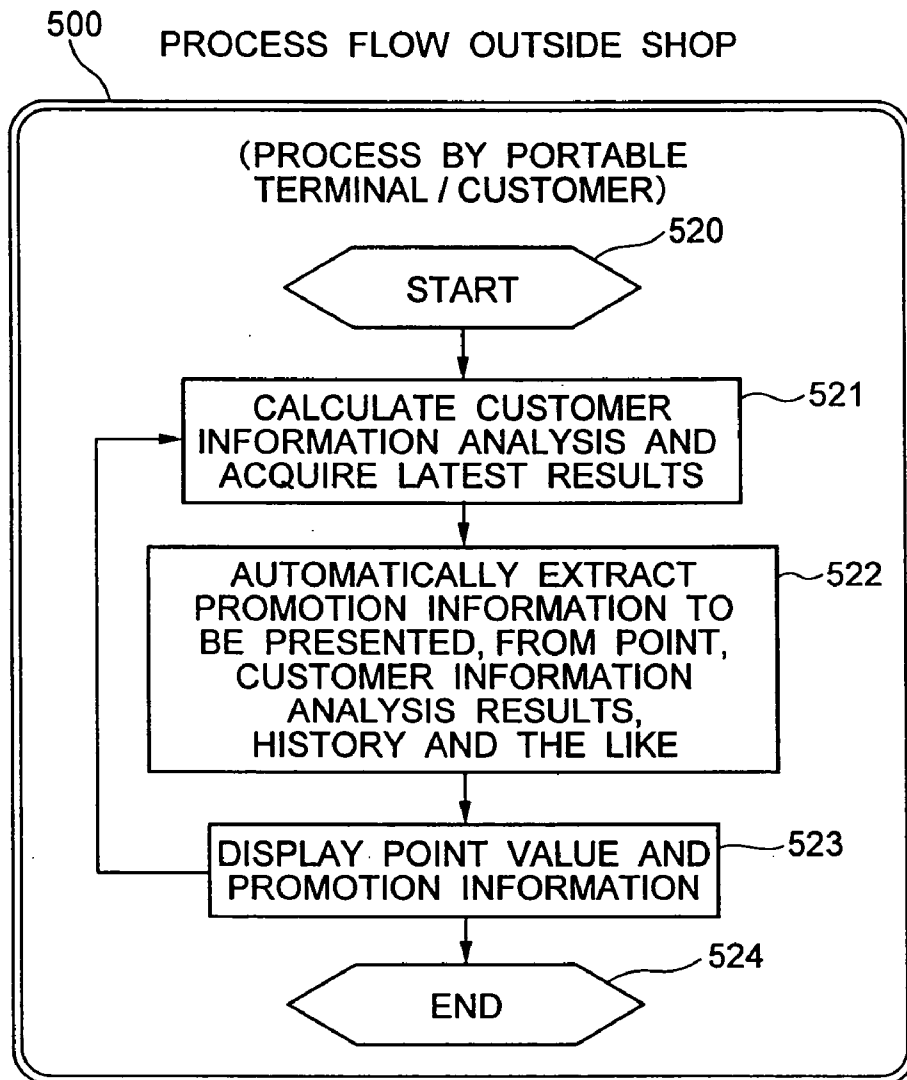 500
PROCESS FLOW OUTSIDE SHOP
(PROCESS BY PORTABLE
TERMINAL / CUSTOMER)
520
START
521
CALCULATE CUSTOMER
INFORMATION ANALYSIS AND
ACQUIRE LATEST RESULTS
522
AUTOMATICALLY EXTRACT
PROMOTION INFORMATION TO
BE PRESENTED, FROM POINT,
CUSTOMER INFORMATION
ANALYSIS RESULTS,
HISTORY AND THE LIKE
523
DISPLAY POINT VALUE AND
PROMOTION INFORMATION
524
END